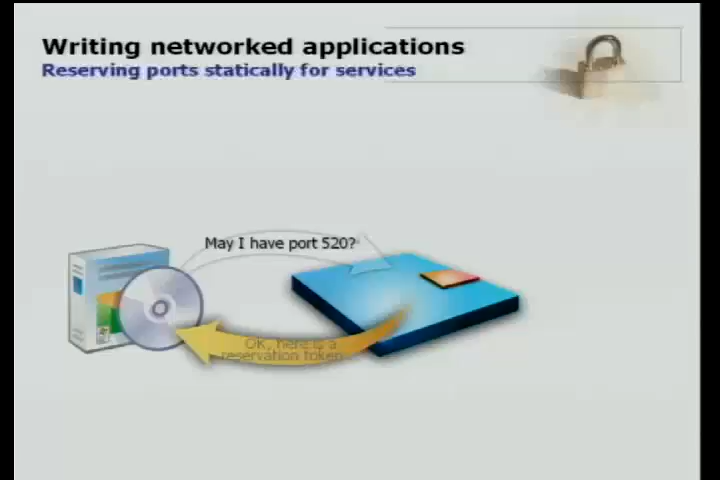 Writing networked applications
Reserving ports statically for services
May I have port 520?
OK, here is a
reservation token